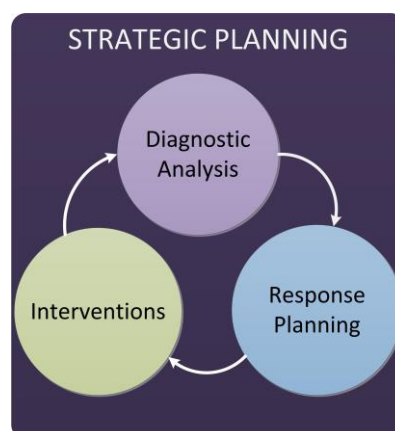 STRATEGIC PLANNING
Diagnostic
Analysis
Response
Planning
Interventions